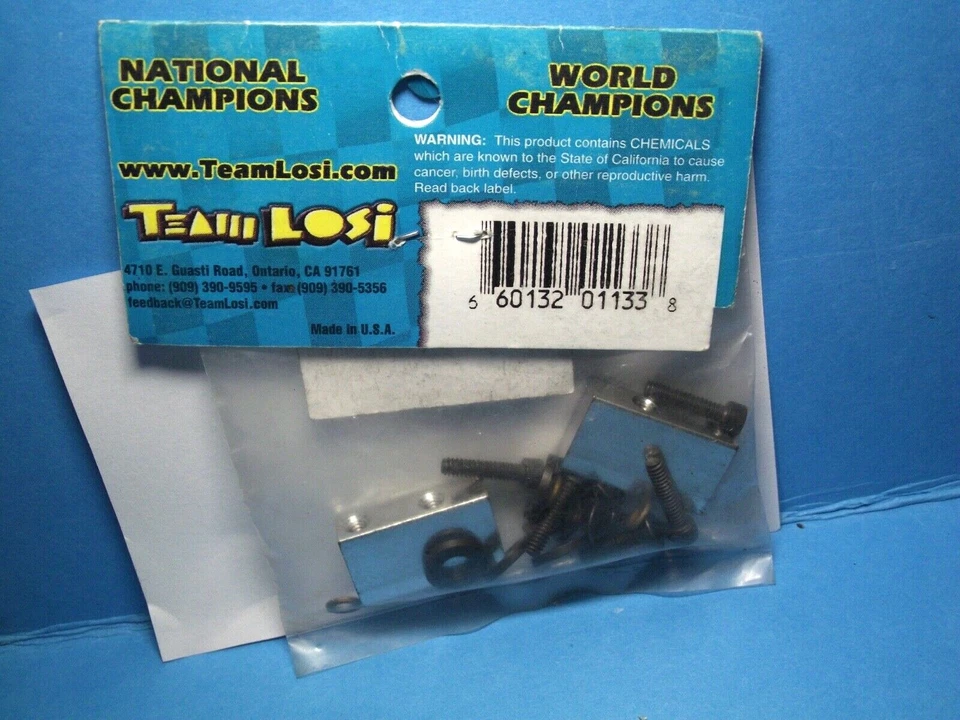 NATIONAL
CHAMPIONS
WORLD
CHAMPIONS
www.TeamLosi.com
WARNING: This product contains CHEMICALS
which are known to the State of California to cause
cancer, birth defects, or other reproductive harm.
Read back label.
TEAM LOSi
4710 E. Guasti Road, Ontario, CA 91761
phone: (909) 390-9595 • fax: (909) 390-5356
feedback@TeamLosi.com
Made in U.S.A.
6 60132 01133 8